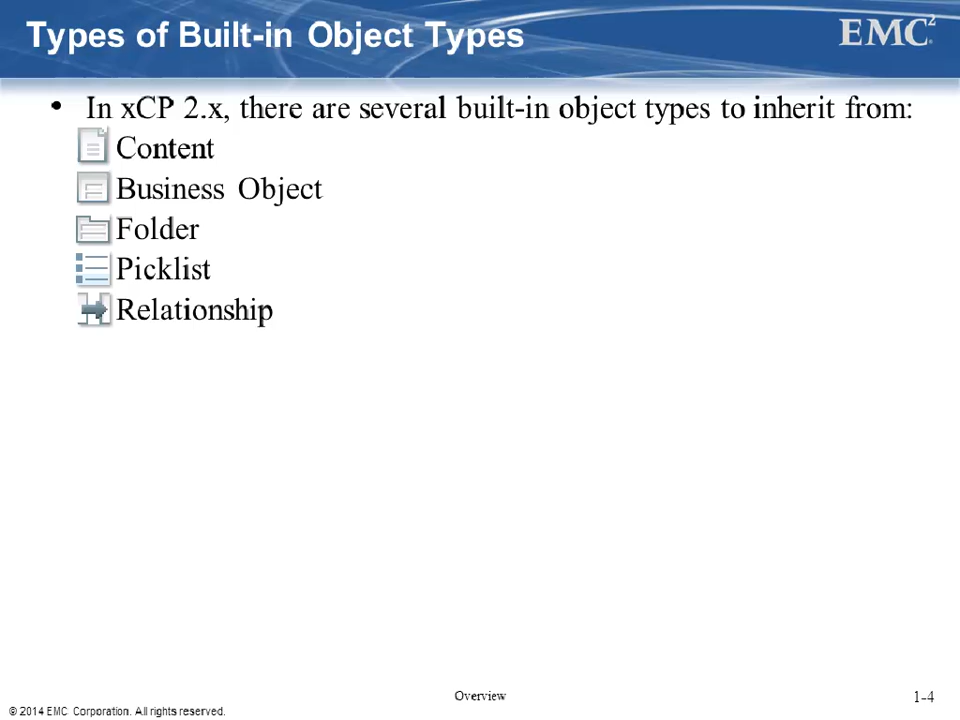 Types of Built-in Object Types
EMC²
• In xCP 2.x, there are several built-in object types to inherit from:
Content
Business Object
Folder
Picklist
Relationship
Overview
1-4
© 2014 EMC Corporation. All rights reserved.